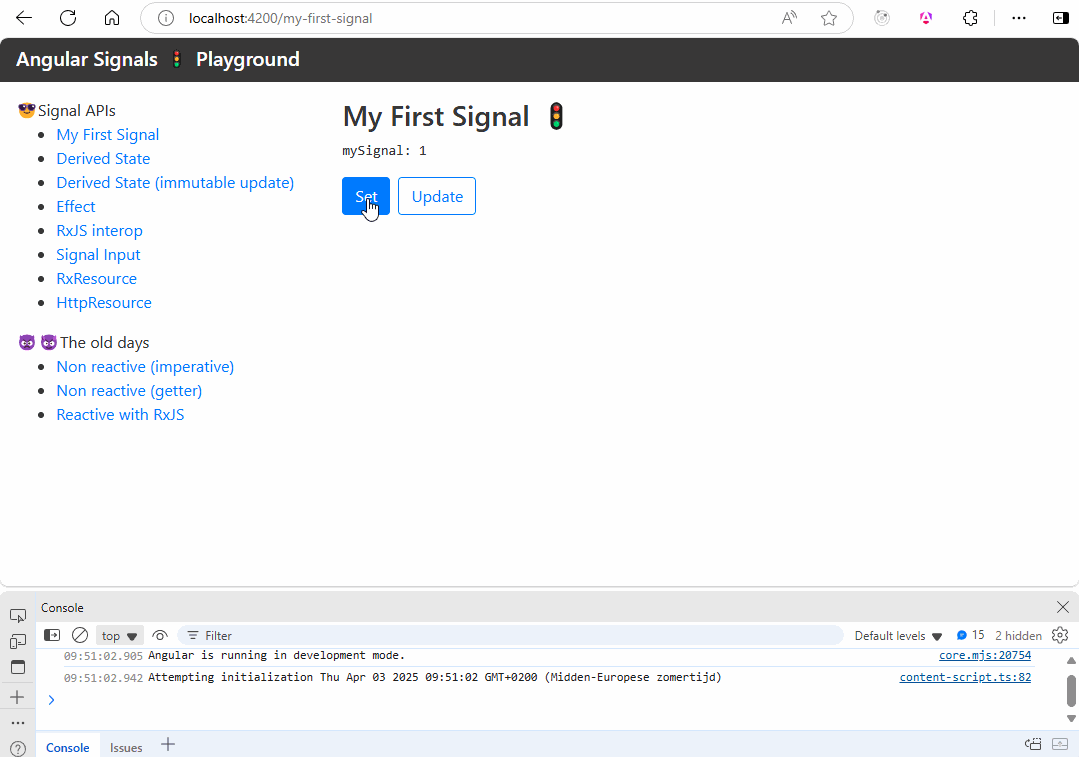 localhost:4200/my-first-signal
Angular Signals 🚦 Playground
😎Signal APIs
My First Signal
Derived State
Derived State (immutable update)
Effect
RxJS interop
Signal Input
RxResource
HttpResource
😈 😈The old days
Non reactive (imperative)
Non reactive (getter)
Reactive with RxJS
My First Signal 🚦
mySignal: 1
Set Update
Console
top Filter Default levels 15 2 hidden
09:51:02.905 Angular is running in development mode. core.mjs:20754
09:51:02.942 Attempting initialization Thu Apr 03 2025 09:51:02 GMT+0200 (Midden-Europese zomertijd) content-script.ts:82
Console Issues